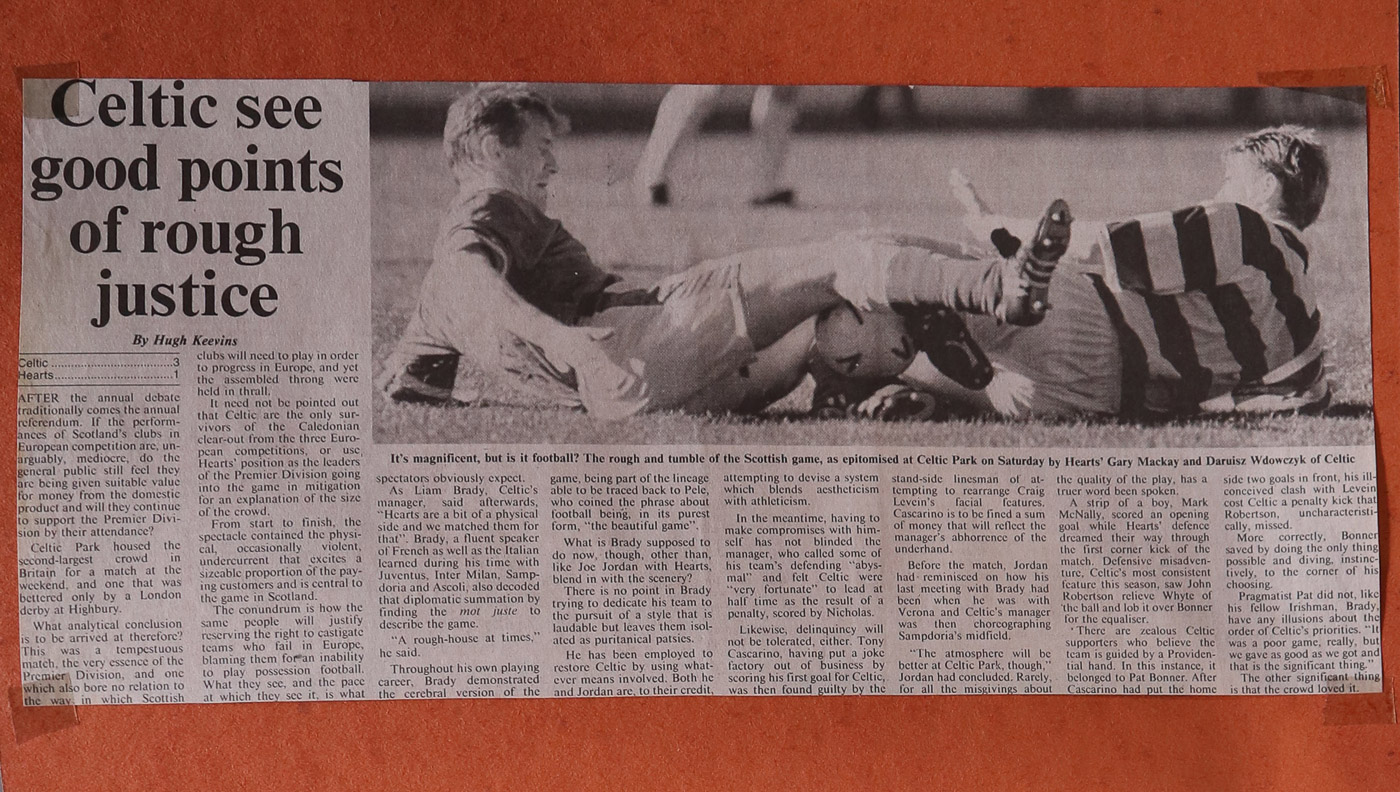 Celtic see
good points
of rough
justice
By Hugh Keevins
Celtic ....................................3
Hearts....................................1
AFTER the annual debate
traditionally comes the annual
referendum. If the perform-
ances of Scotland's clubs in
European competition are, un-
arguably, mediocre, do the
general public still feel they
are being given suitable value
for money from the domestic
product and will they continue
to support the Premier Divi-
sion by their attendance?
Celtic Park housed the
second-largest crowd in
Britain for a match at the
weekend, and one that was
bettered only by a London
derby at Highbury.
What analytical conclusion
is to be arrived at therefore?
This was a tempestuous
match, the very essence of the
Premier Division, and one
which also bore no relation to
the way in which Scottish
clubs will need to play in order
to progress in Europe, and yet
the assembled throng were
held in thrall.
It need not be pointed out
that Celtic are the only sur-
vivors of the Caledonian
clear-out from the three Euro-
pean competitions, or use,
Hearts' position as the leaders
of the Premier Division going
into the game in mitigation
for an explanation of the size
of the crowd.
From start to finish, the
spectacle contained the physi-
cal, occasionally violent,
undercurrent that excites a
sizeable proportion of the pay-
ing customers and is central to
the game in Scotland.
The conundrum is how the
same people will justify
reserving the right to castigate
teams who fail in Europe,
blaming them for an inability
to play possession football.
What they see, and the pace
at which they see it, is what
It's magnificent, but is it football? The rough and tumble of the Scottish game, as epitomised at Celtic Park on Saturday by Hearts' Gary Mackay and Daruisz Wdowczyk of Celtic
spectators obviously expect.
As Liam Brady, Celtic's
manager, said afterwards,
"Hearts are a bit of a physical
side and we matched them for
that". Brady, a fluent speaker
of French as well as the Italian
learned during his time with
Juventus, Inter Milan, Samp-
doria and Ascoli, also decoded
that diplomatic summation by
finding the mot juste to
describe the game.
"A rough-house at times,"
he said.
Throughout his own playing
career, Brady demonstrated
the cerebral version of the
game, being part of the lineage
able to be traced back to Pele,
who coined the phrase about
football being, in its purest
form, "the beautiful game".
What is Brady supposed to
do now, though, other than,
like Joe Jordan with Hearts,
blend in with the scenery?
There is no point in Brady
trying to dedicate his team to
the pursuit of a style that is
laudable but leaves them isol-
ated as puritanical patsies.
He has been employed to
restore Celtic by using what-
ever means involved. Both he
and Jordan are, to their credit,
attempting to devise a system
which blends aestheticism
with athleticism.
In the meantime, having to
make compromises with him-
self has not blinded the
manager, who called some of
his team's defending "abys-
mal" and felt Celtic were
"very fortunate" to lead at
half time as the result of a
penalty, scored by Nicholas.
Likewise, delinquency will
not be tolerated, either. Tony
Cascarino, having put a joke
factory out of business by
scoring his first goal for Celtic,
was then found guilty by the
stand-side linesman of at-
tempting to rearrange Craig
Levein's facial features.
Cascarino is to be fined a sum
of money that will reflect the
manager's abhorrence of the
underhand.
Before the match, Jordan
had reminisced on how his
last meeting with Brady had
been when he was with
Verona and Celtic's manager
was then choreographing
Sampdoria's midfield.
"The atmosphere will be
better at Celtic Park, though,"
Jordan had concluded. Rarely,
for all the misgivings about
the quality of the play, has a
truer word been spoken.
A strip of a boy, Mark
McNally, scored an opening
goal while Hearts' defence
dreamed their way through
the first corner kick of the
match. Defensive misadven-
ture, Celtic's most consistent
feature this season, saw John
Robertson relieve Whyte of
the ball and lob it over Bonner
for the equaliser.
There are zealous Celtic
supporters who believe the
team is guided by a Providen-
tial hand. In this instance, it
belonged to Pat Bonner. After
Cascarino had put the home
side two goals in front, his ill-
conceived clash with Levein
cost Celtic a penalty kick that
Robertson, uncharacteristi-
cally, missed.
More correctly, Bonner
saved by doing the only thing
possible and diving, instinc-
tively, to the corner of his
choosing.
Pragmatist Pat did not, like
his fellow Irishman, Brady,
have any illusions about the
order of Celtic's priorities. "It
was a poor game, really, but
we gave as good as we got and
that is the significant thing."
The other significant thing
is that the crowd loved it.